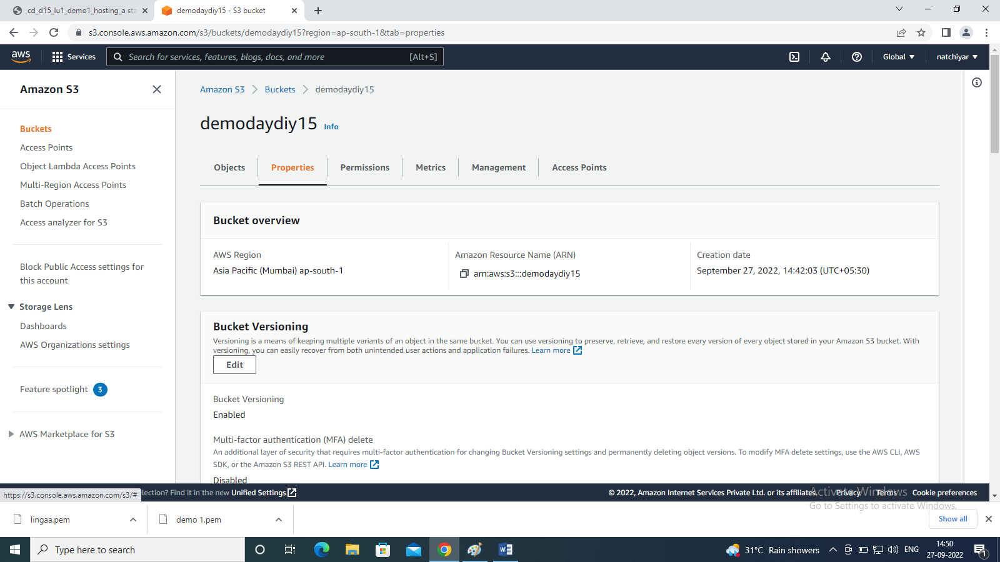 cd_d15_lu1_demo1_hosting_a sta
demodaydiy15 - S3 bucket
s3.console.aws.amazon.com/s3/buckets/demodaydiy15?region=ap-south-1&tab=properties
aws
Services
Search for services, features, blogs, docs, and more
[Alt+S]
Global
natchiyar
Amazon S3
Buckets
Access Points
Object Lambda Access Points
Multi-Region Access Points
Batch Operations
Access analyzer for S3
Block Public Access settings for
this account
Storage Lens
Dashboards
AWS Organizations settings
Feature spotlight 3
AWS Marketplace for S3
Amazon S3 Buckets demodaydiy15
demodaydiy15 Info
Objects Properties Permissions Metrics Management Access Points
Bucket overview
AWS Region
Asia Pacific (Mumbai) ap-south-1
Amazon Resource Name (ARN)
arn:aws:s3:::demodaydiy15
Creation date
September 27, 2022, 14:42:03 (UTC+05:30)
Bucket Versioning
Versioning is a means of keeping multiple variants of an object in the same bucket. You can use versioning to preserve, retrieve, and restore every version of every object stored in your Amazon S3 bucket. With
versioning, you can easily recover from both unintended user actions and application failures. Learn more
Edit
Bucket Versioning
Enabled
Multi-factor authentication (MFA) delete
An additional layer of security that requires multi-factor authentication for changing Bucket Versioning settings and permanently deleting object versions. To modify MFA delete settings, use the AWS CLI, AWS
SDK, or the Amazon S3 REST API. Learn more
Disabled
https://s3.console.aws.amazon.com/s3/#
lection? Find it in the new Unified Settings
© 2022, Amazon Internet Services Private Ltd. or its affiliates.
Privacy
Terms
Cookie preferences
Activate Windows
Go to Settings to activate Windows.
lingaa.pem
demo 1.pem
Show all
Type here to search
31°C Rain showers
ENG
14:50
27-09-2022
1